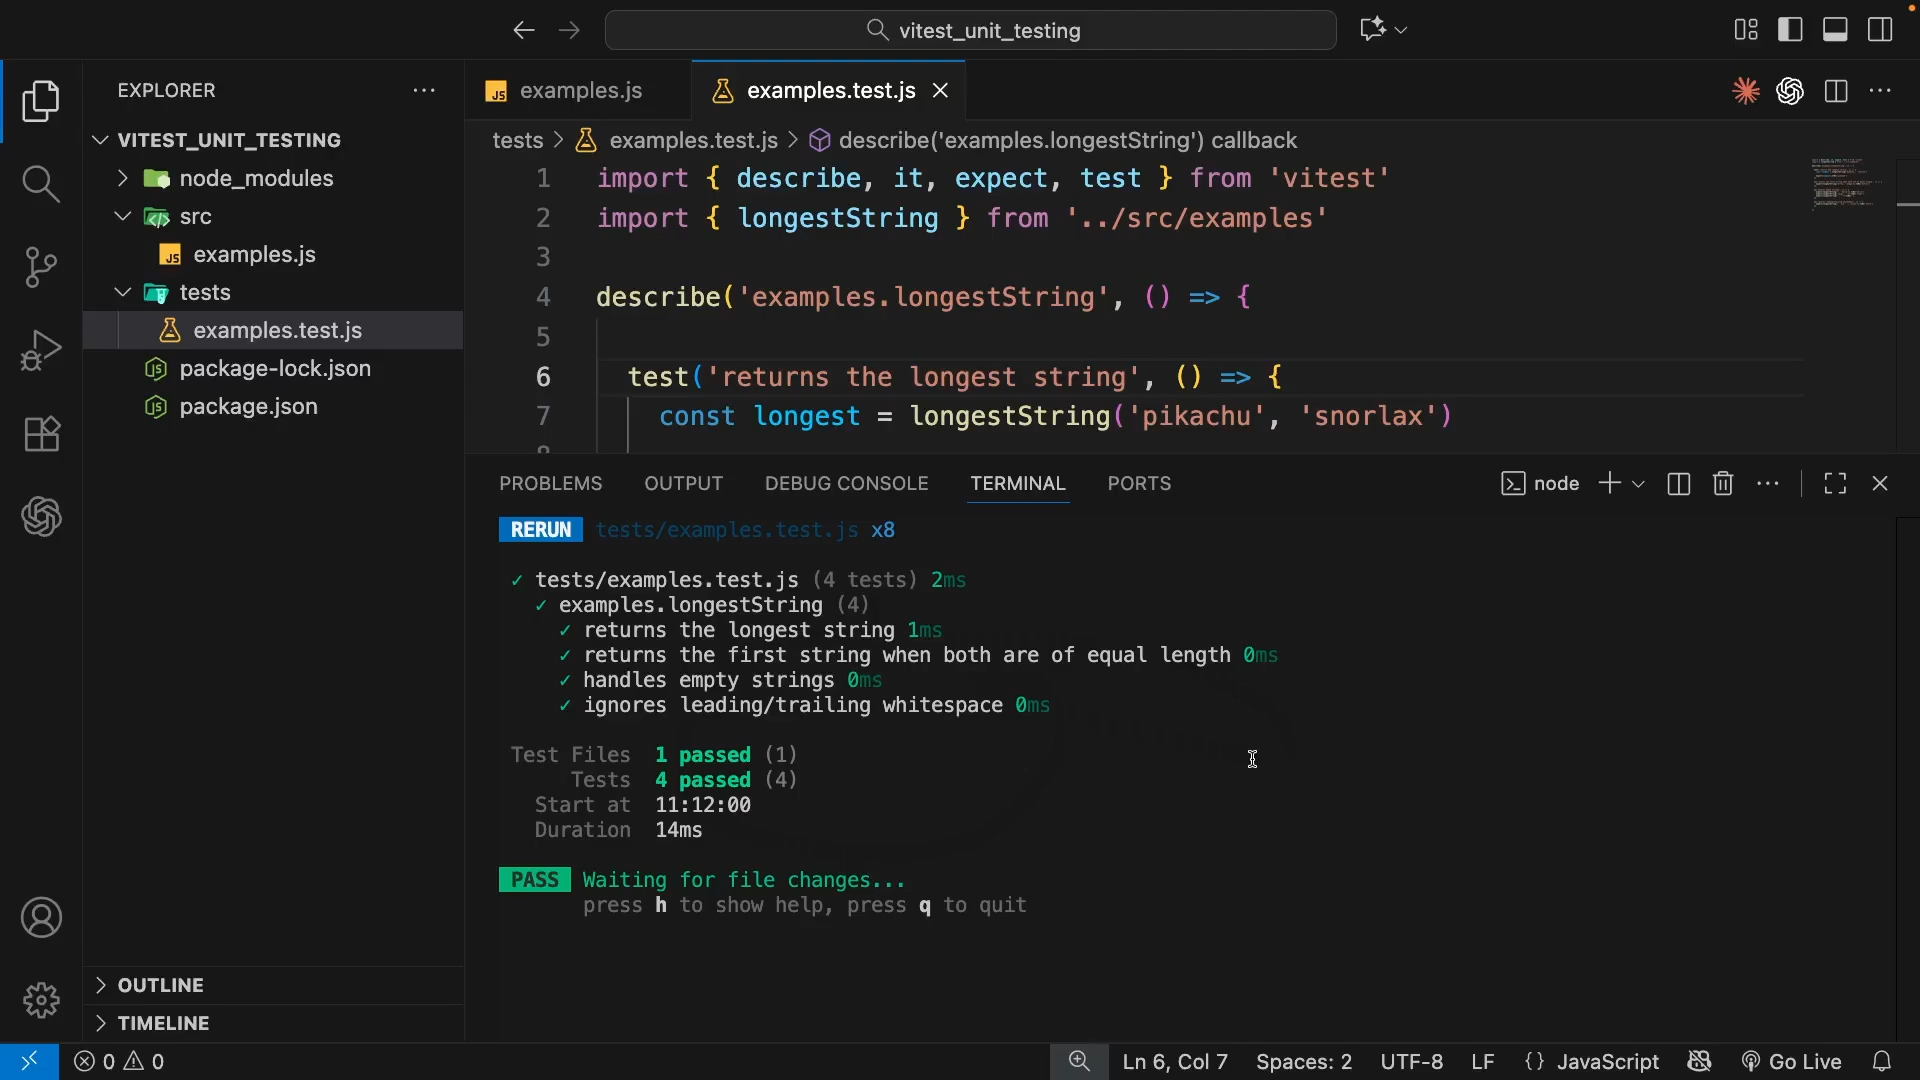 vitest_unit_testing
EXPLORER
VITEST_UNIT_TESTING
node_modules
src
examples.js
tests
examples.test.js
package-lock.json
package.json
OUTLINE
TIMELINE
examples.js
examples.test.js
tests > examples.test.js > describe('examples.longestString') callback
1 import { describe, it, expect, test } from 'vitest'
2 import { longestString } from '../src/examples'
3
4 describe('examples.longestString', () => {
5
6 test('returns the longest string', () => {
7 const longest = longestString('pikachu', 'snorlax')
PROBLEMS OUTPUT DEBUG CONSOLE TERMINAL PORTS
node
RERUN tests/examples.test.js x8
✓ tests/examples.test.js (4 tests) 2ms
✓ examples.longestString (4)
✓ returns the longest string 1ms
✓ returns the first string when both are of equal length 0ms
✓ handles empty strings 0ms
✓ ignores leading/trailing whitespace 0ms
Test Files 1 passed (1)
Tests 4 passed (4)
Start at 11:12:00
Duration 14ms
PASS Waiting for file changes...
press h to show help, press q to quit
0 0
Ln 6, Col 7 Spaces: 2 UTF-8 LF {} JavaScript Go Live